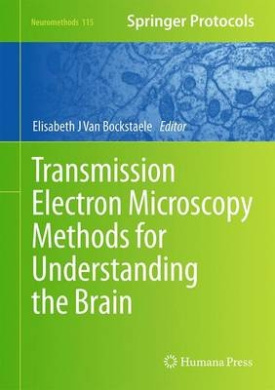 Neuromethods 115
Springer Protocols
Elisabeth J Van Bockstaele Editor
Transmission
Electron Microscopy
Methods for
Understanding
the Brain
Humana Press